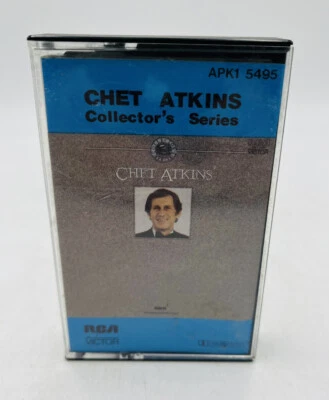 APK1 5495
CHET ATKINS
Collector's Series
CHET ATKINS
RCA
VICTOR